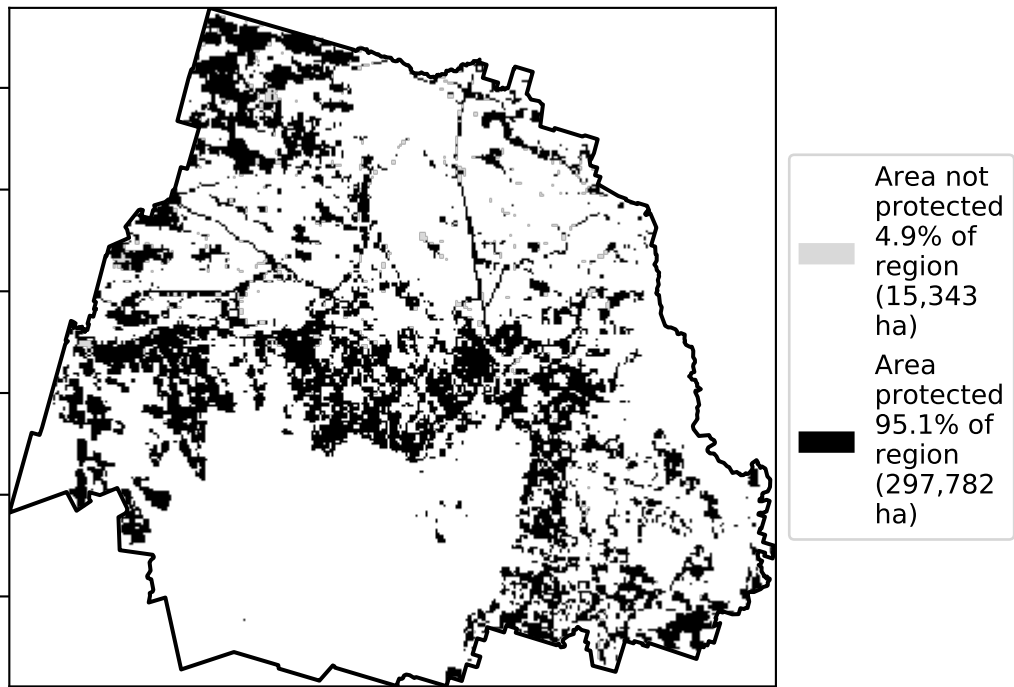 Area not
protected
4.9% of
region
(15,343
ha)
Area
protected
95.1% of
region
(297,782
ha)